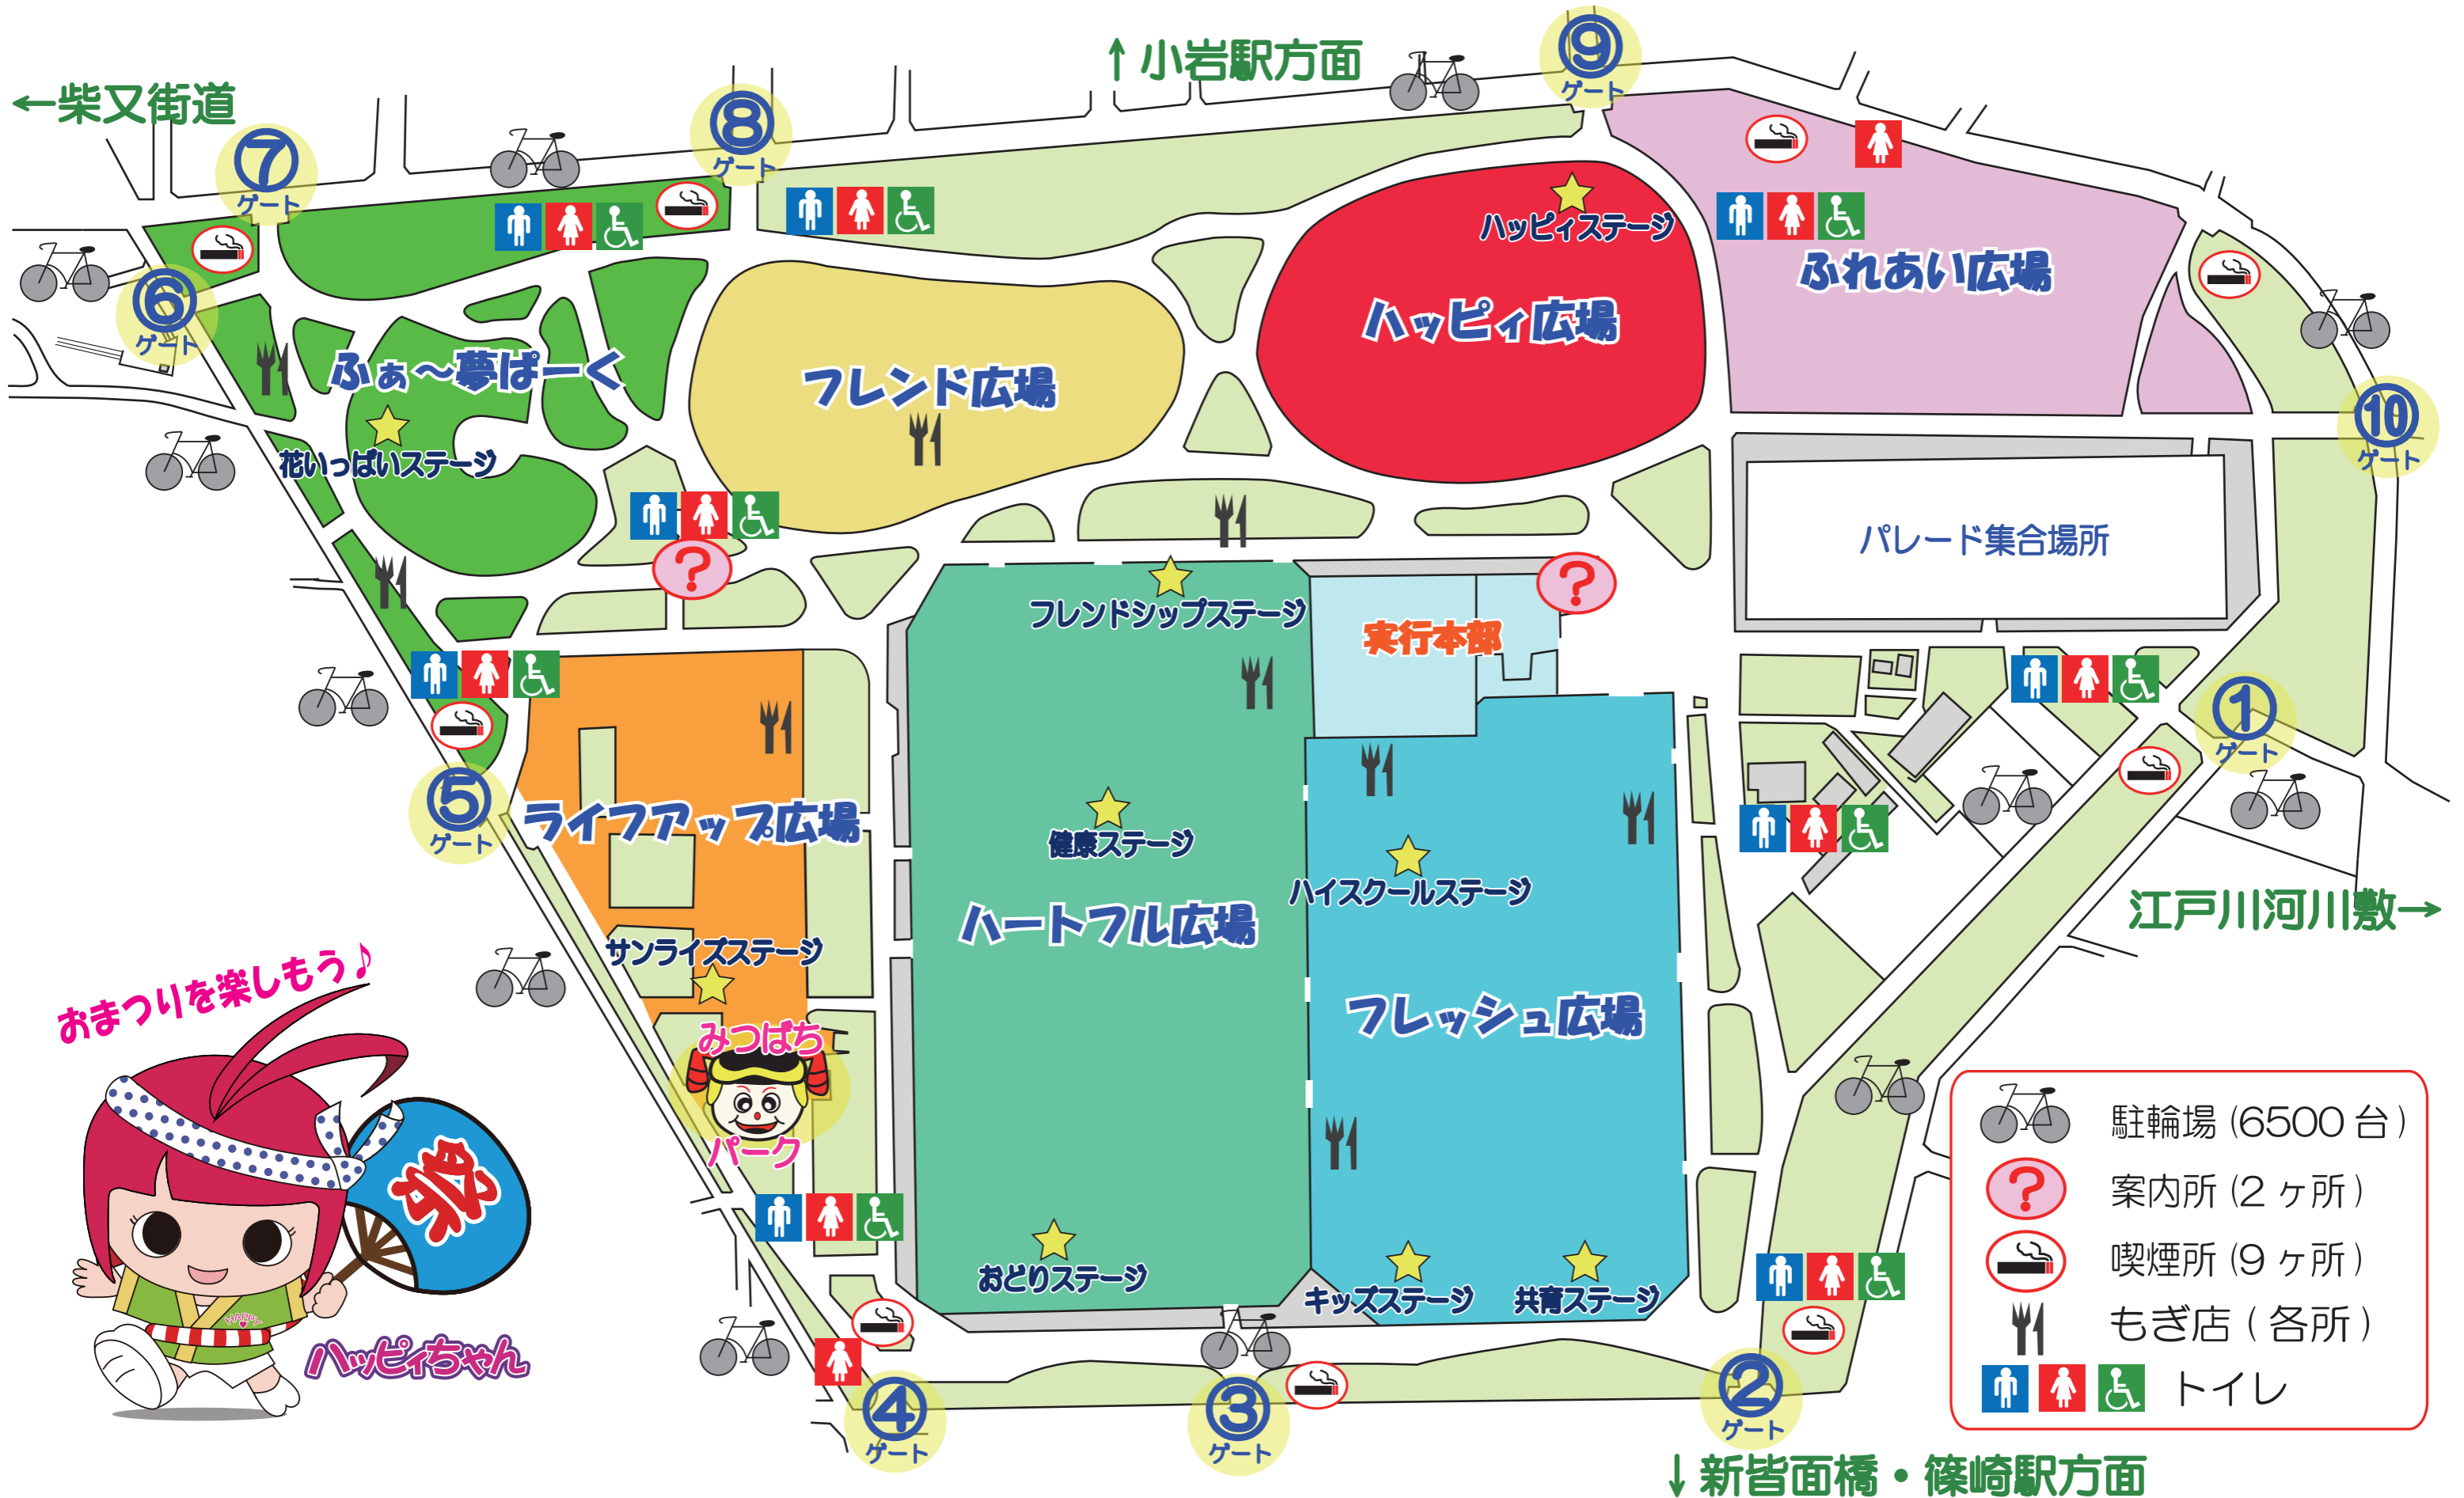 ↑小岩駅方面
←柴又街道
⑨
ゲート
⑧
ゲート
⑦
ゲート
⑥
ゲート
ハッピィステージ
ふれあい広場
ハッピィ広場
ふぁ～夢ぱーく
フレンド広場
花いっぱいステージ
⑩
ゲート
パレード集合場所
?
?
フレンドシップステージ
実行本部
①
ゲート
⑤
ゲート
ライフアップ広場
健康ステージ
ハイスクールステージ
ハートフル広場
江戸川河川敷→
サンライズステージ
フレッシュ広場
おまつりを楽しもう♪
みつばち
パーク
祭
HAPPY
ハッピィちゃん
おどりステージ
キッズステージ
共育ステージ
駐輪場(6500台)
? 案内所(2ヶ所)
喫煙所(9ヶ所)
もぎ店(各所)
トイレ
④
ゲート
③
ゲート
②
ゲート
↓新皆面橋・篠崎駅方面